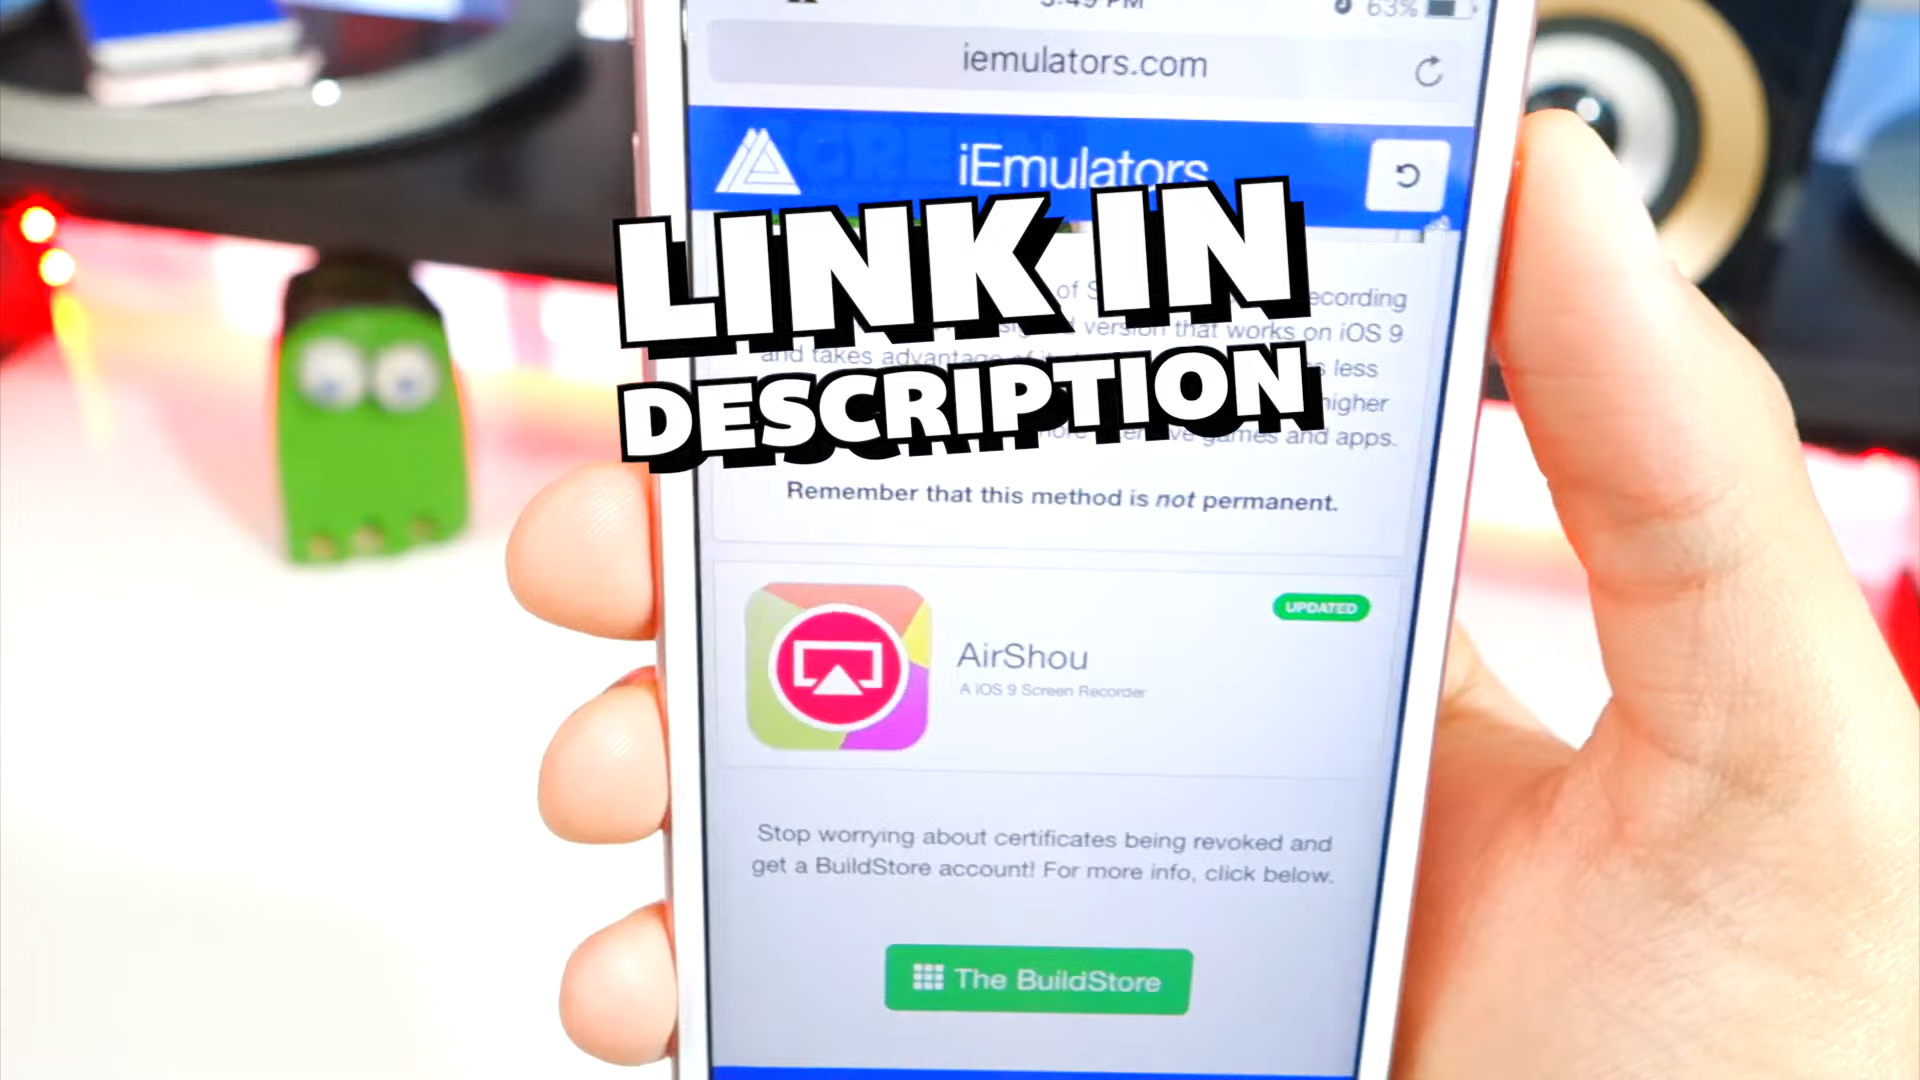 3:49 PM
63%
iemulators.com
iEmulators
LINK IN
DESCRIPTION
of
ecording
version that works on iOS 9
and takes advantage of
less
higher
games and apps.
Remember that this method is not permanent.
UPDATED
AirShou
A iOS 9 Screen Recorder
Stop worrying about certificates being revoked and
get a BuildStore account! For more info, click below.
The BuildStore